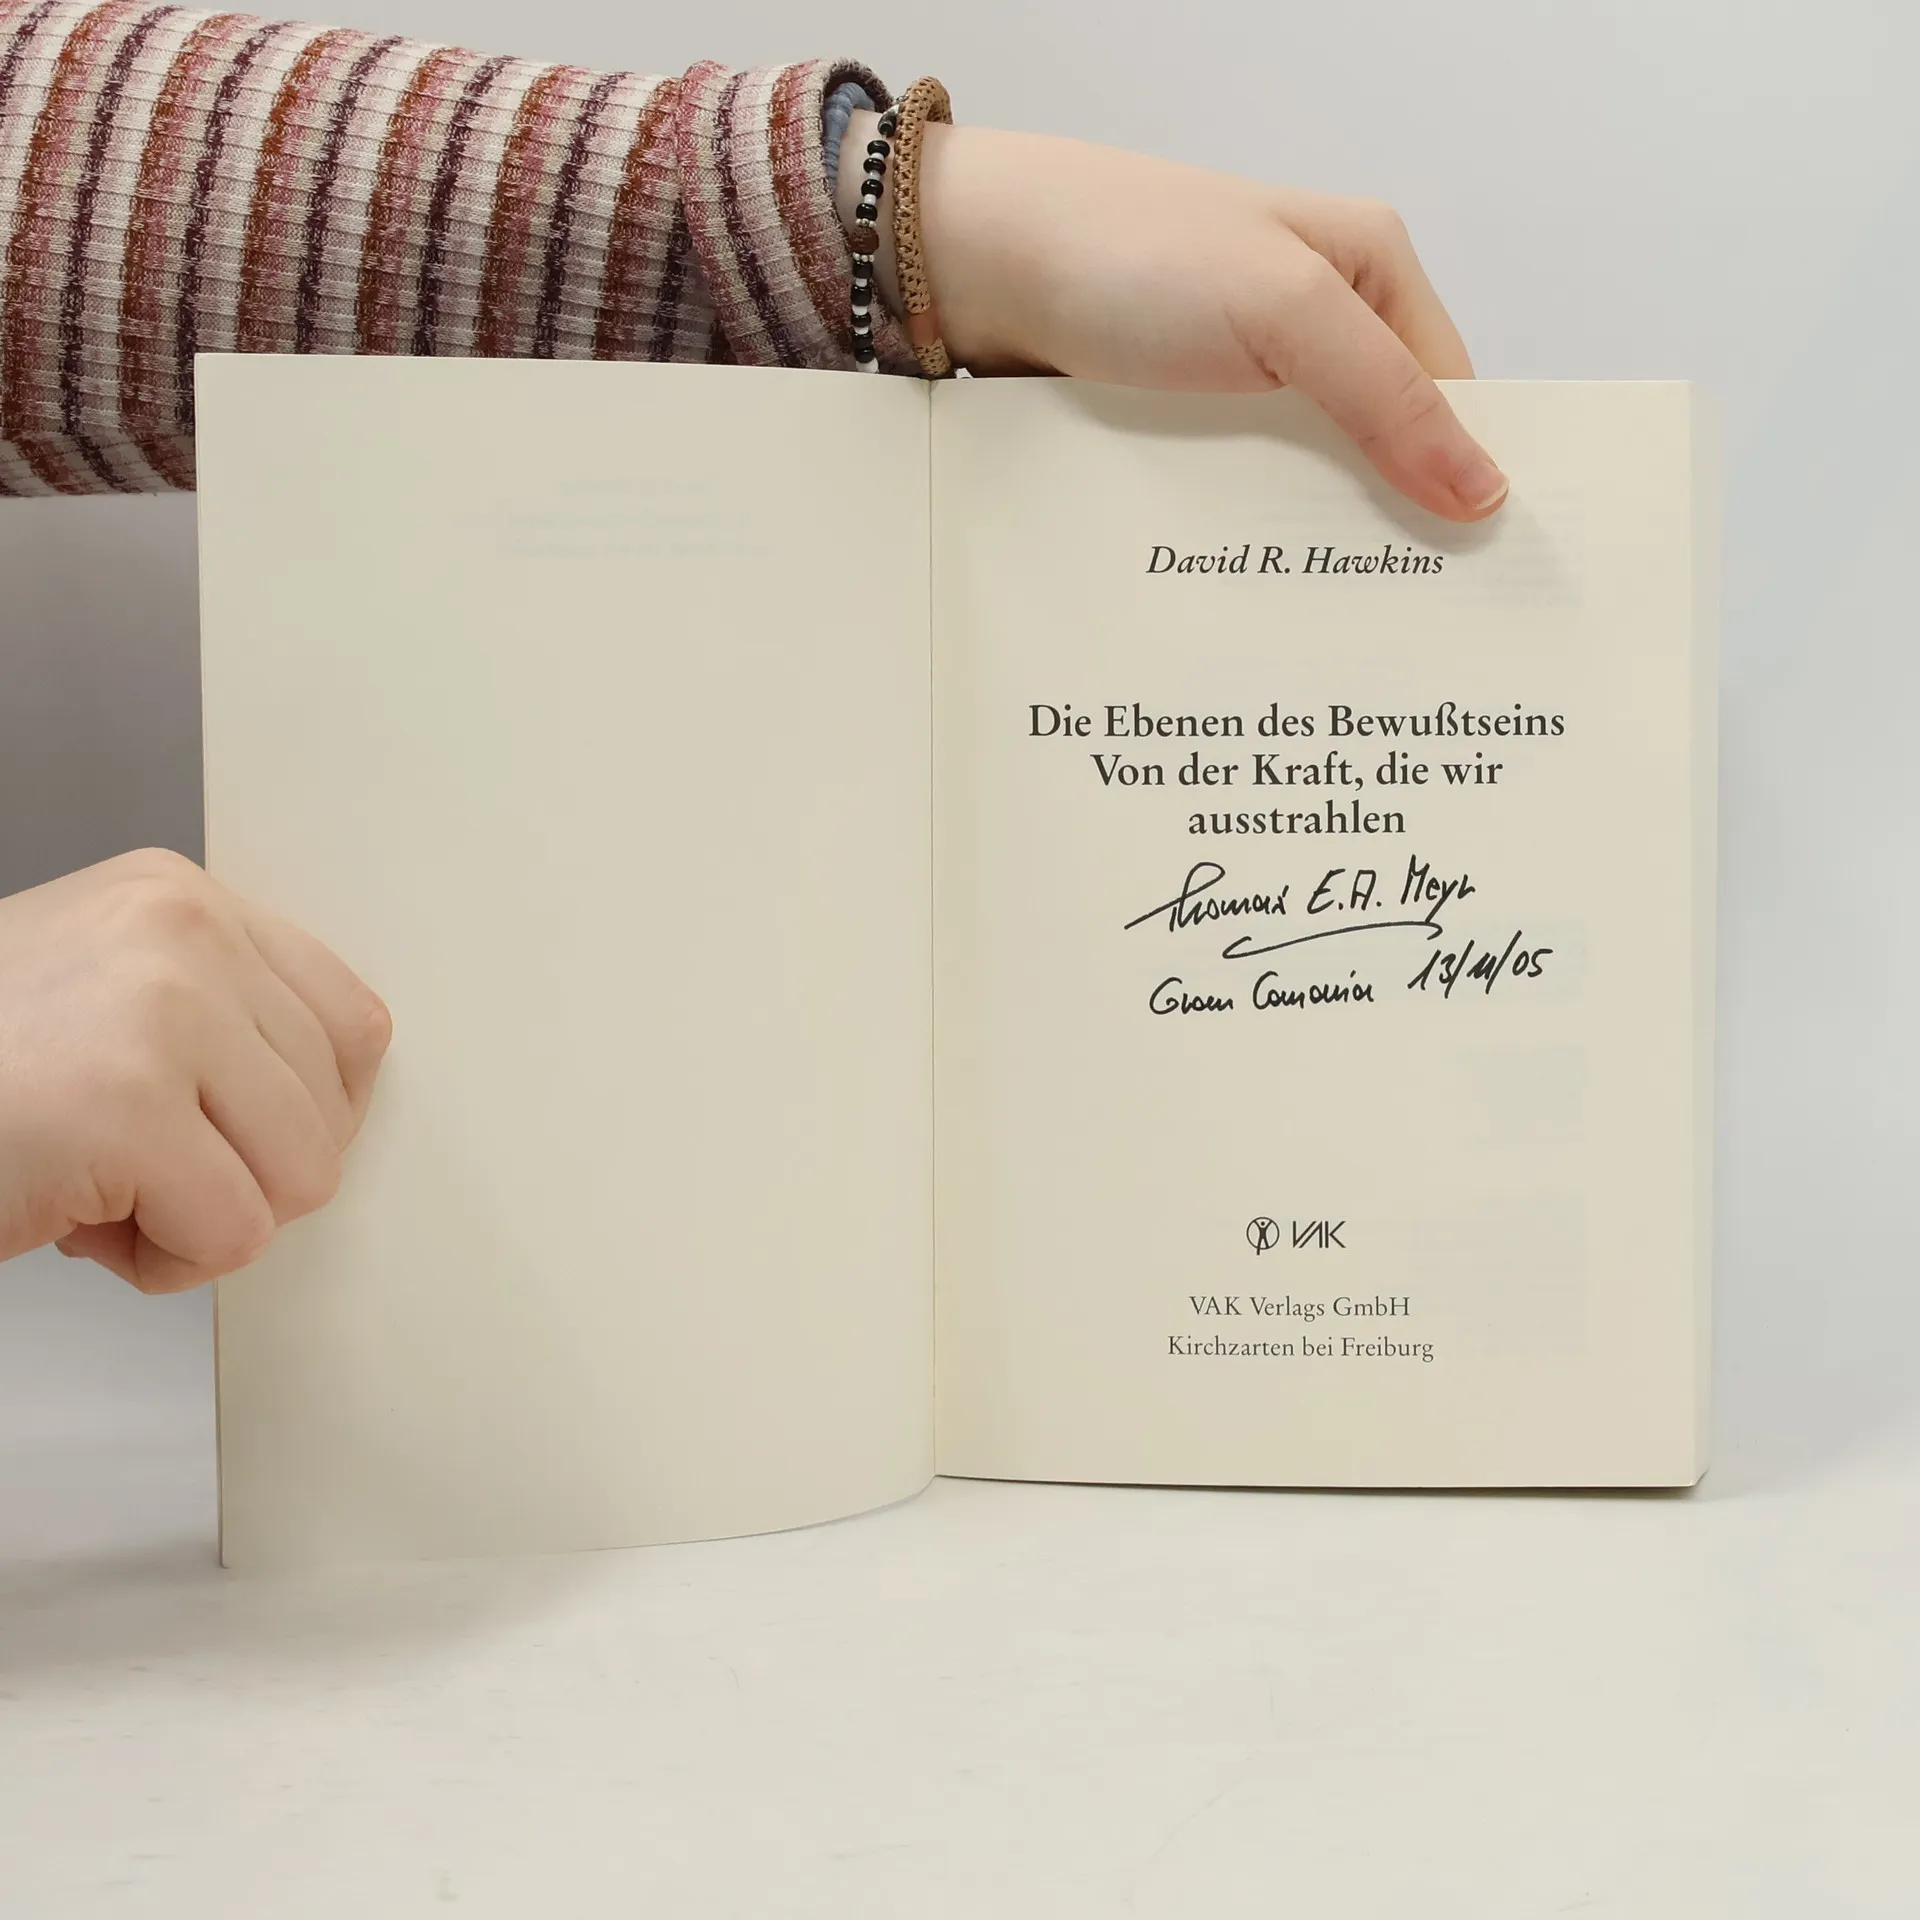 David R. Hawkins
Die Ebenen des Bewußtseins
Von der Kraft, die wir
ausstrahlen
Thomas E.A. Meyr
Gran Canaria 13/11/05
VAK
VAK Verlags GmbH
Kirchzarten bei Freiburg